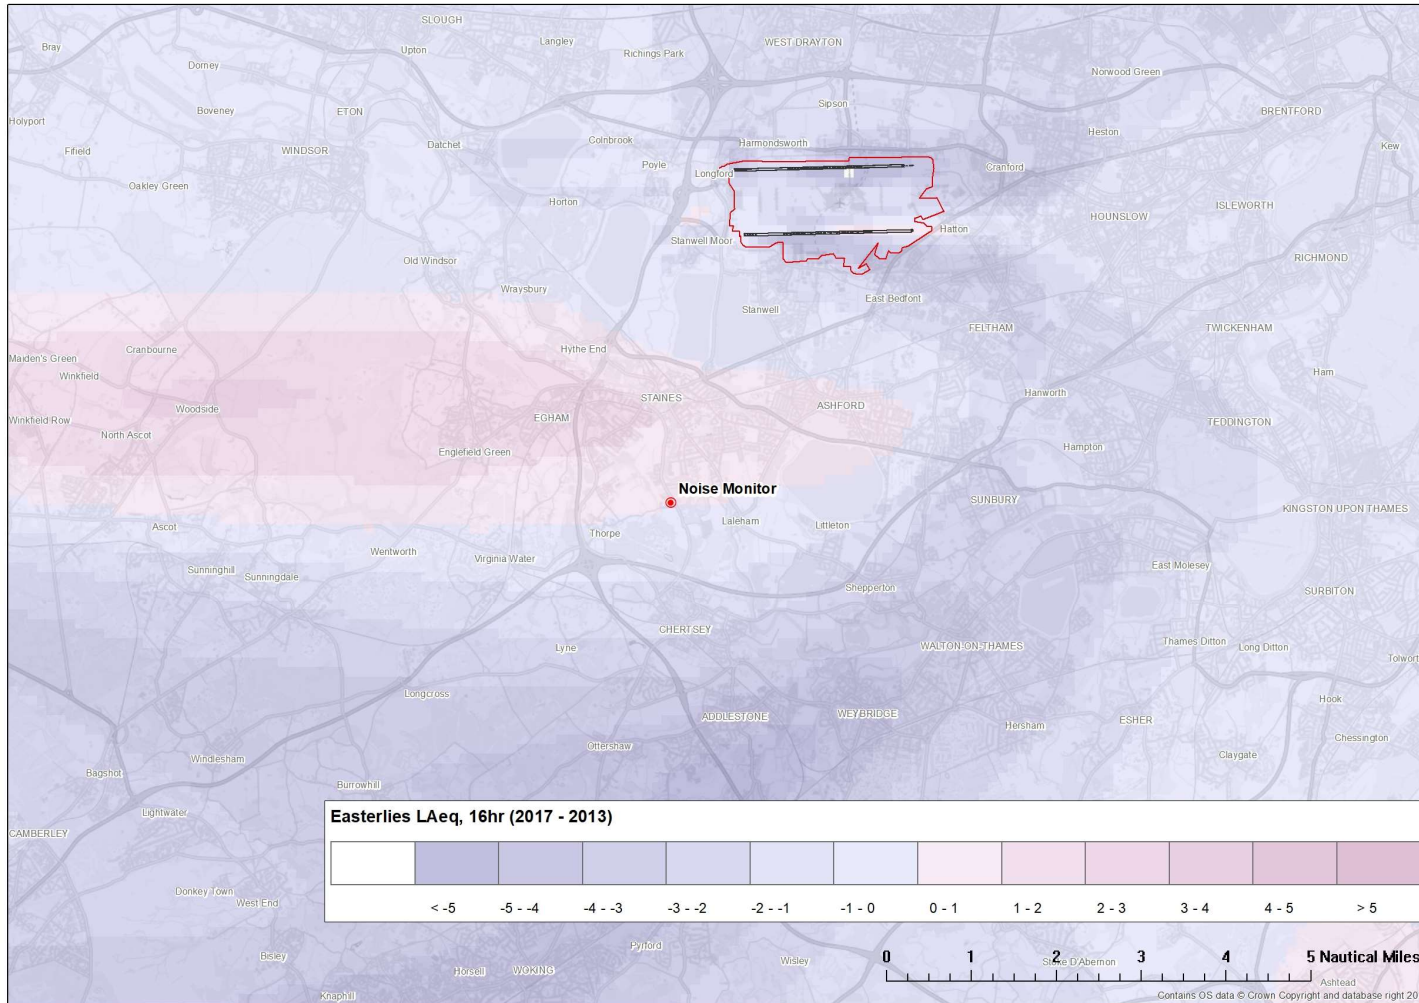 SLOUGH
Bray
Upton
Langley
Richings Park
WEST DRAYTON
Dorney
Norwood Green
Boveney
ETON
Sipson
BRENTFORD
Holyport
Colnbrook
Harmondsworth
Heston
Fifield
WINDSOR
Datchet
Kew
Poyle
Longford
Cranford
Oakley Green
Horton
HOUNSLOW
ISLEWORTH
Stanwell Moor
Hatton
Old Windsor
RICHMOND
Wraysbury
East Bedfont
Stanwell
FELTHAM
TWICKENHAM
Cranbourne
Hythe End
Maiden's Green
Winkfield
Ham
Hanworth
STAINES
Woodside
ASHFORD
EGHAM
Winkfield Row
TEDDINGTON
North Ascot
Englefield Green
Hampton
Noise Monitor
SUNBURY
KINGSTON UPON THAMES
Ascot
Laleham
Littleton
Thorpe
Wentworth
Virginia Water
East Molesey
Sunninghill
Sunningdale
Shepperton
SURBITON
CHERTSEY
Lyne
WALTON-ON-THAMES
Thames Ditton
Long Ditton
Tolwort
Longcross
Hook
ADDLESTONE
WEYBRIDGE
Hersham
ESHER
Chessington
Ottershaw
Windlesham
Claygate
Bagshot
Burrowhill
Lightwater
CAMBERLEY
Easterlies LAeq, 16hr (2017 - 2013)
< -5 -5 - -4 -4 - -3 -3 - -2 -2 - -1 -1 - 0 0 - 1 1 - 2 2 - 3 3 - 4 4 - 5 > 5
Donkey Town
West End
Bisley
Horsell
WOKING
Pyrford
Wisley
0 1 2 3 4 5 Nautical Miles
Stoke D'Abernon
Ashtead
Knaphill
Contains OS data © Crown Copyright and database right 20